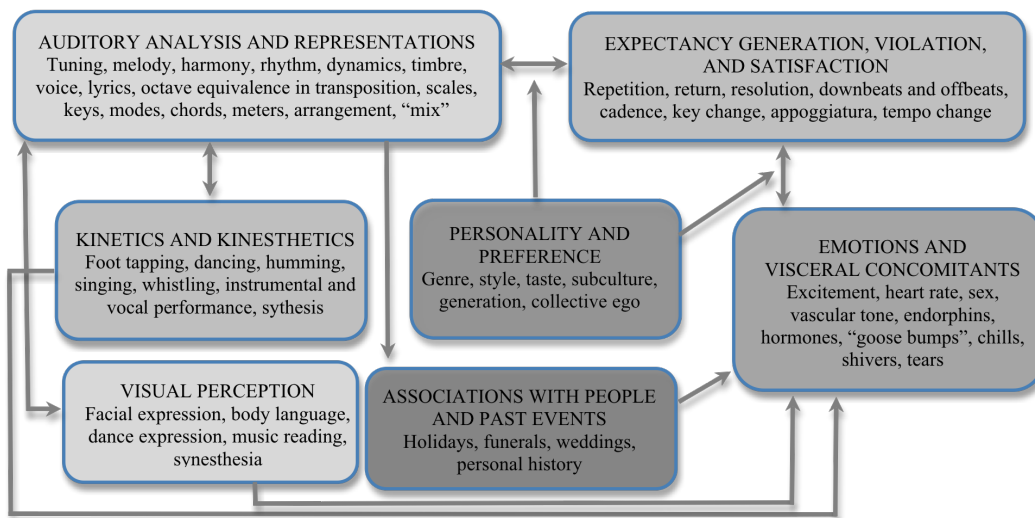 AUDITORY ANALYSIS AND REPRESENTATIONS
Tuning, melody, harmony, rhythm, dynamics, timbre,
voice, lyrics, octave equivalence in transposition, scales,
keys, modes, chords, meters, arrangement, “mix”
EXPECTANCY GENERATION, VIOLATION,
AND SATISFACTION
Repetition, return, resolution, downbeats and offbeats,
cadence, key change, appoggiatura, tempo change
KINETICS AND KINESTHETICS
Foot tapping, dancing, humming,
singing, whistling, instrumental and
vocal performance, sythesis
PERSONALITY AND
PREFERENCE
Genre, style, taste, subculture,
generation, collective ego
EMOTIONS AND
VISCERAL CONCOMITANTS
Excitement, heart rate, sex,
vascular tone, endorphins,
hormones, “goose bumps”, chills,
shivers, tears
VISUAL PERCEPTION
Facial expression, body language,
dance expression, music reading,
synesthesia
ASSOCIATIONS WITH PEOPLE
AND PAST EVENTS
Holidays, funerals, weddings,
personal history